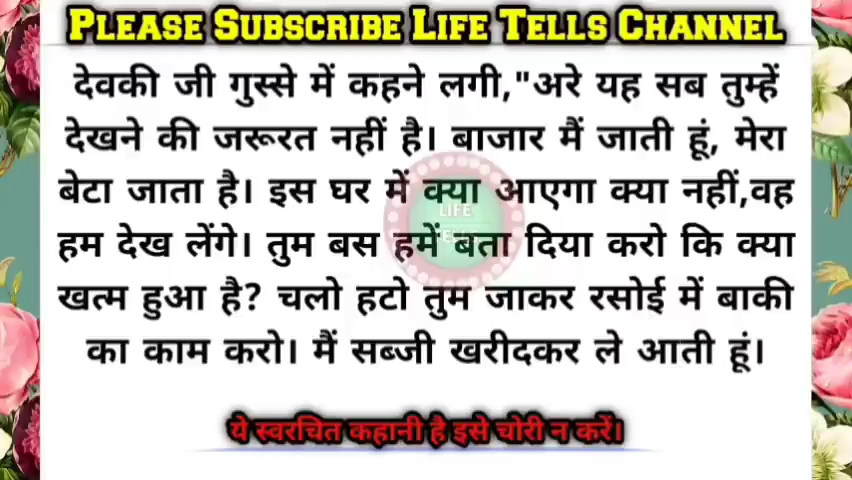 PLEASE SUBSCRIBE LIFE TELLS CHANNEL
देवकी जी गुस्से में कहने लगी,"अरे यह सब तुम्हें
देखने की जरूरत नहीं है। बाजार मैं जाती हूं, मेरा
बेटा जाता है। इस घर में क्या आएगा क्या नहीं,वह
हम देख लेंगे। तुम बस हमें बता दिया करो कि क्या
खत्म हुआ है? चलो हटो तुम जाकर रसोई में बाकी
का काम करो। मैं सब्जी खरीदकर ले आती हूं।
LIFE
ये स्वरचित कहानी है इसे चोरी न करें।